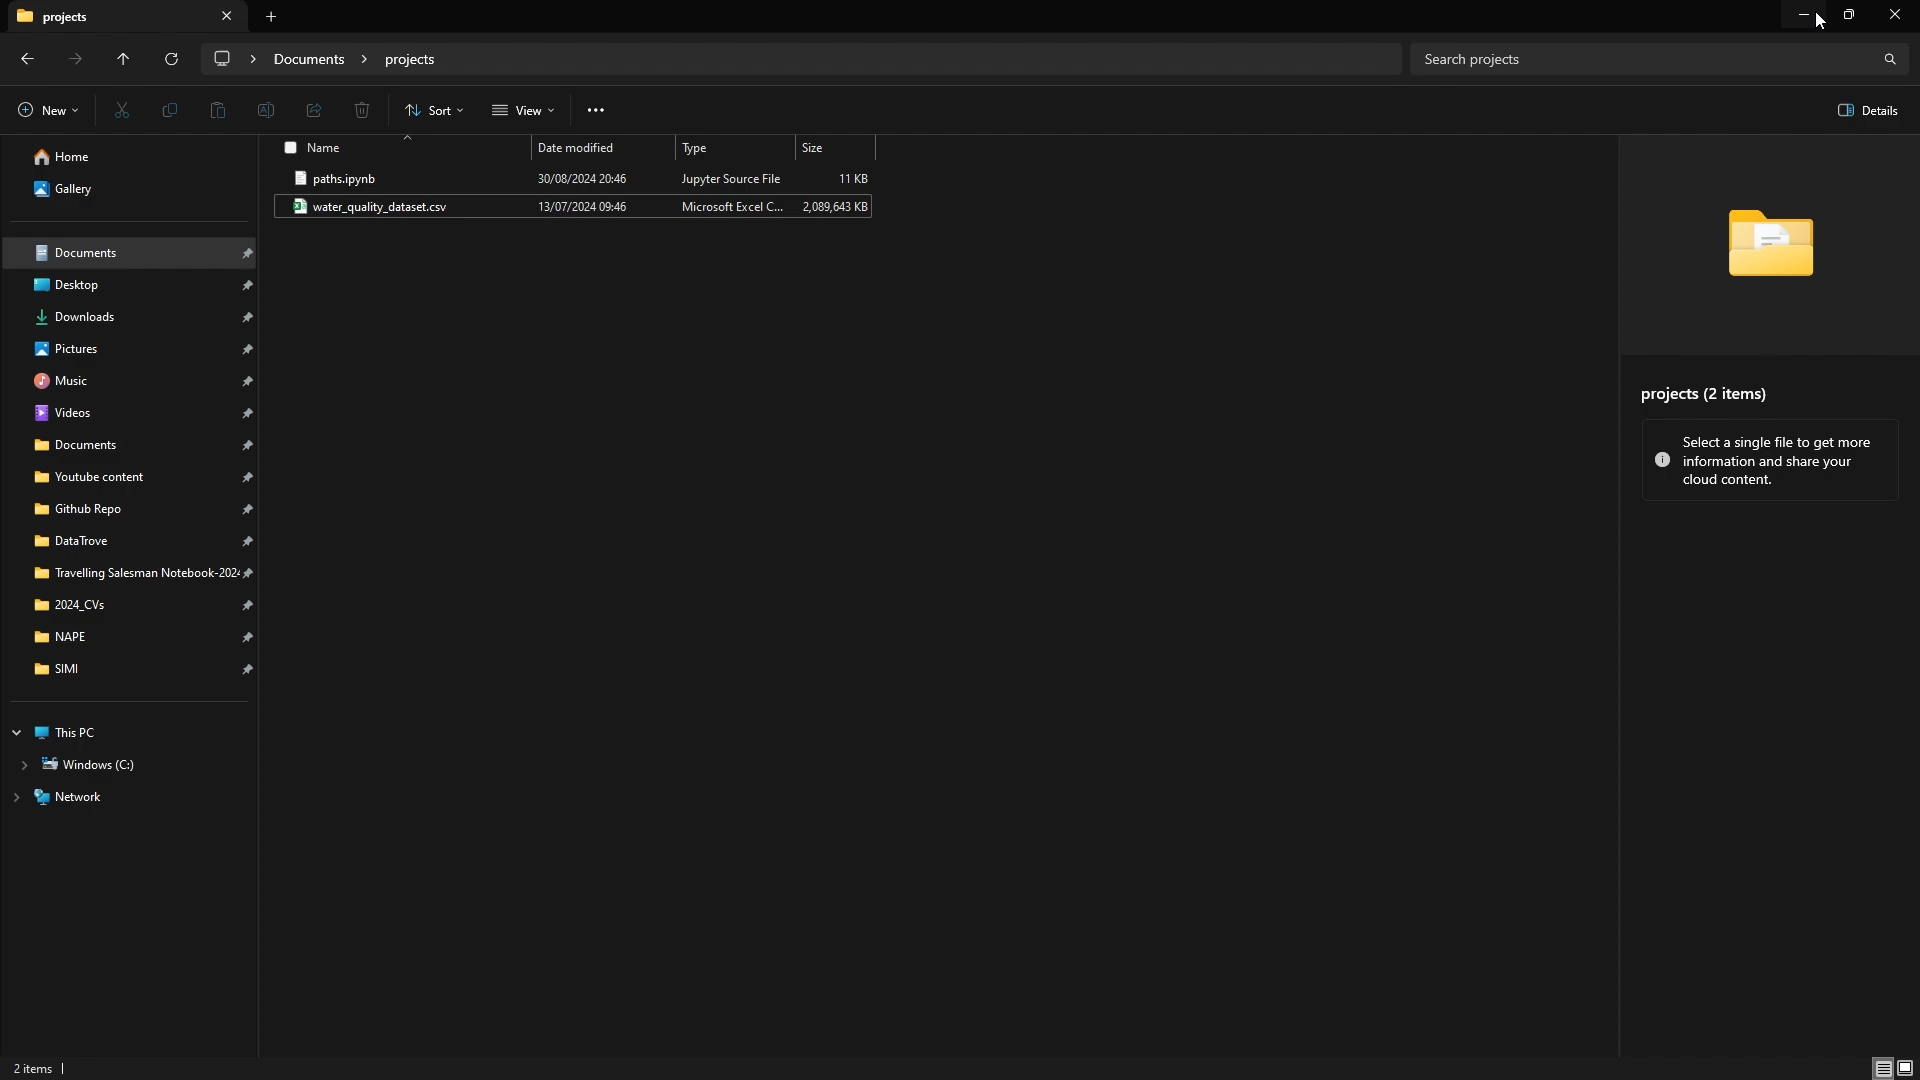 projects
Documents
projects
Search projects
New
Sort
View
Details
Name
Date modified
Type
Size
paths.ipynb
30/08/2024 20:46
Jupyter Source File
11 KB
water_quality_dataset.csv
13/07/2024 09:46
Microsoft Excel C...
2,089,643 KB
Home
Gallery
Documents
Desktop
Downloads
Pictures
Music
Videos
Documents
Youtube content
Github Repo
DataTrove
Travelling Salesman Notebook-2024
2024_CVs
NAPE
SIMI
This PC
Windows (C:)
Network
projects (2 items)
Select a single file to get more
information and share your
cloud content.
2 items